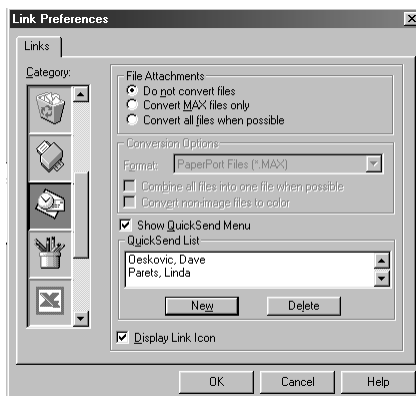 Link Preferences
Links
Category:
File Attachments
Do not convert files
Convert MAX files only
Convert all files when possible
Conversion Options
Format: PaperPort Files (*.MAX)
Combine all files into one file when possible
Convert non-image files to color
Show QuickSend Menu
QuickSend List
Oeskovic, Dave
Parets, Linda
New Delete
Display Link Icon
OK Cancel Help